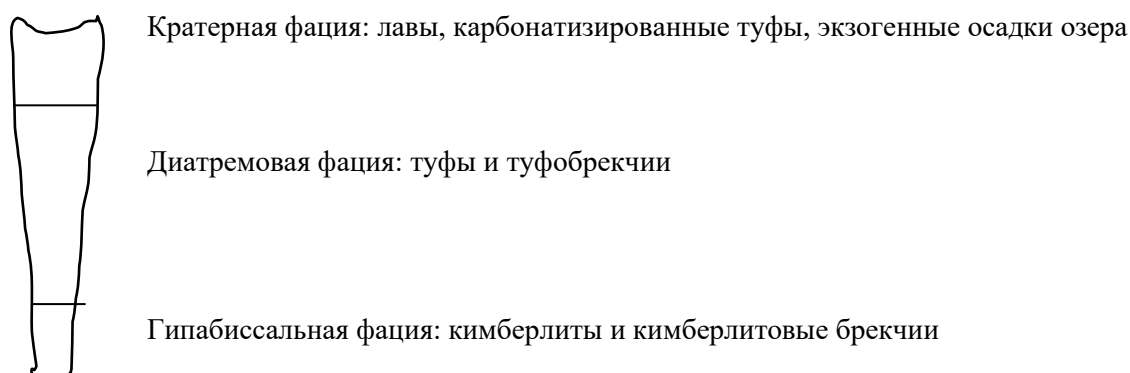 Кратерная фация: лавы, карбонатизированные туфы, экзогенные осадки озера
Диатремовая фация: туфы и туфобрекчии
Гипабиссальная фация: кимберлиты и кимберлитовые брекчии